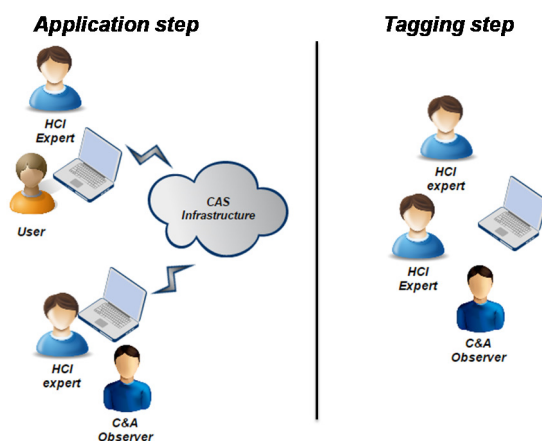 Application step
Tagging step
HCI
Expert
User
CAS
Infrastructure
HCI
expert
C&A
Observer
HCI
expert
HCI
Expert
C&A
Observer